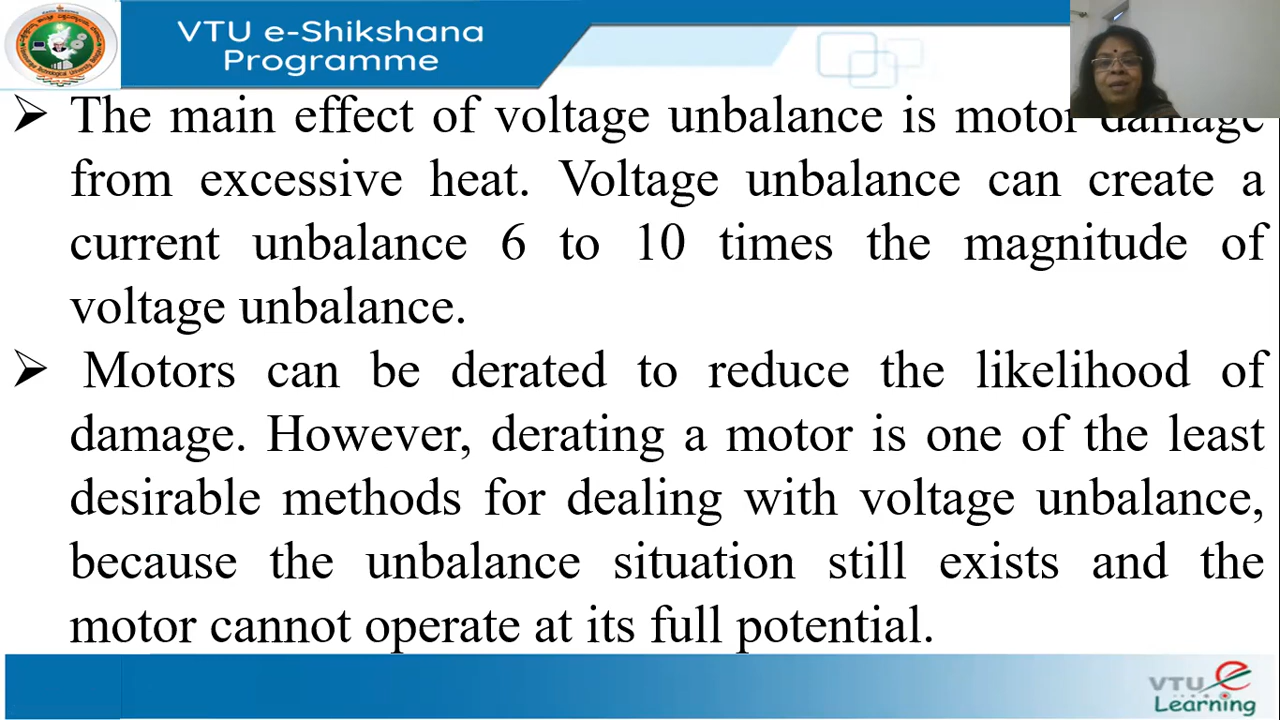 VTU e-Shikshana
Programme
➢ The main effect of voltage unbalance is motor damage
from excessive heat. Voltage unbalance can create a
current unbalance 6 to 10 times the magnitude of
voltage unbalance.
➢ Motors can be derated to reduce the likelihood of
damage. However, derating a motor is one of the least
desirable methods for dealing with voltage unbalance,
because the unbalance situation still exists and the
motor cannot operate at its full potential.
VTU e
Learning